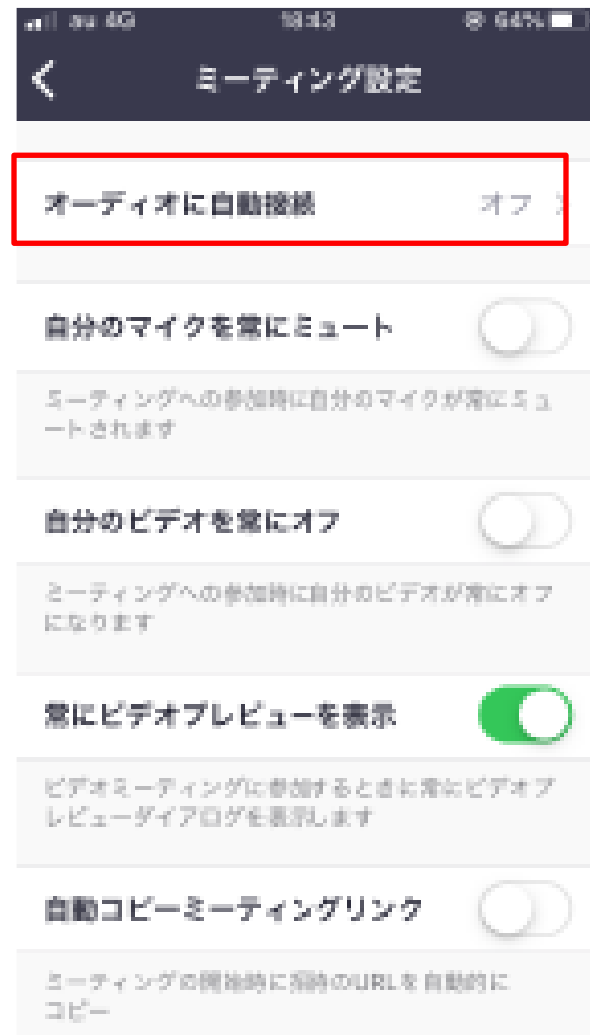 au 4G 18:43 64%
ミーティング設定
オーディオに自動接続 オフ
自分のマイクを常にミュート
ミーティングへの参加時に自分のマイクが常にミュ
ートされます
自分のビデオを常にオフ
ミーティングへの参加時に自分のビデオが常にオフ
になります
常にビデオプレビューを表示
ビデオミーティングに参加するときに常にビデオプ
レビューダイアログを表示します
自動コピーミーティングリンク
ミーティングの開始時に招待のURLを自動的に
コピー